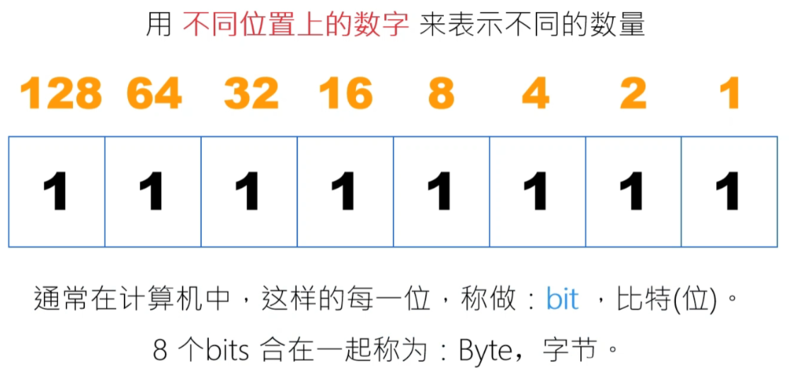 用 不同位置上的数字 来表示不同的数量
128 64 32 16 8 4 2 1
1 1 1 1 1 1 1 1
通常在计算机中，这样的每一位，称做：bit ，比特(位)。
8 个bits 合在一起称为：Byte，字节。